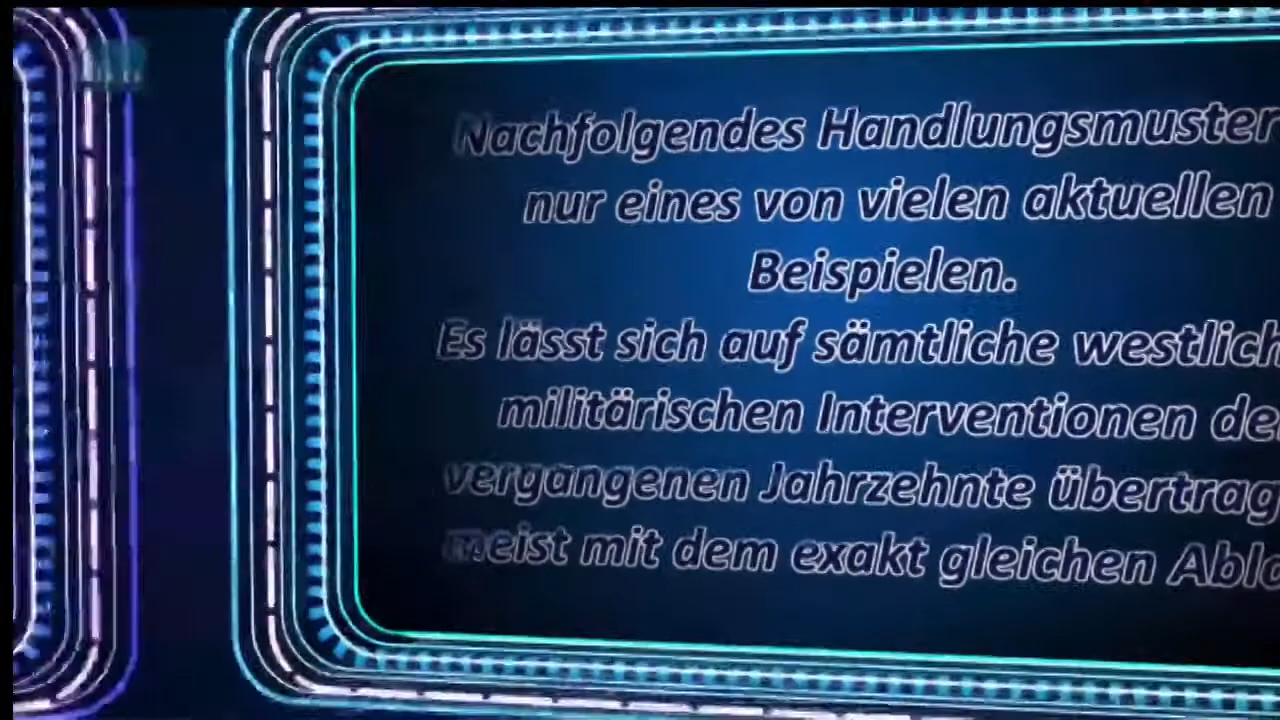 Nachfolgendes Handlungsmuster
nur eines von vielen aktuellen
Beispielen.
Es lässt sich auf sämtliche westlich
militärischen Interventionen de
vergangenen Jahrzehnte übertrag
meist mit dem exakt gleichen Abla